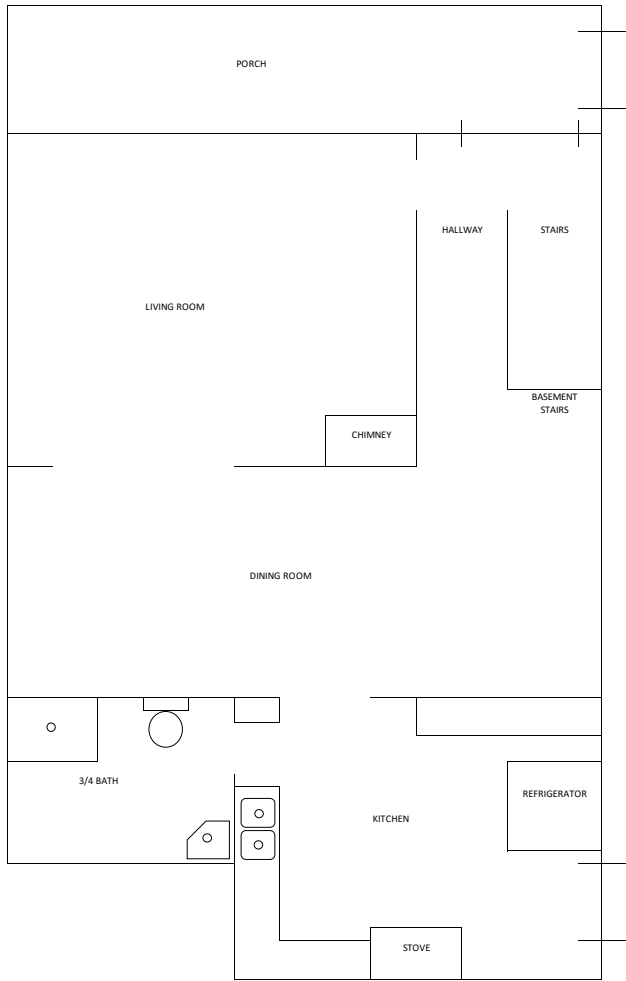 PORCH
HALLWAY
STAIRS
LIVING ROOM
BASEMENT
STAIRS
CHIMNEY
DINING ROOM
3/4 BATH
REFRIGERATOR
KITCHEN
STOVE